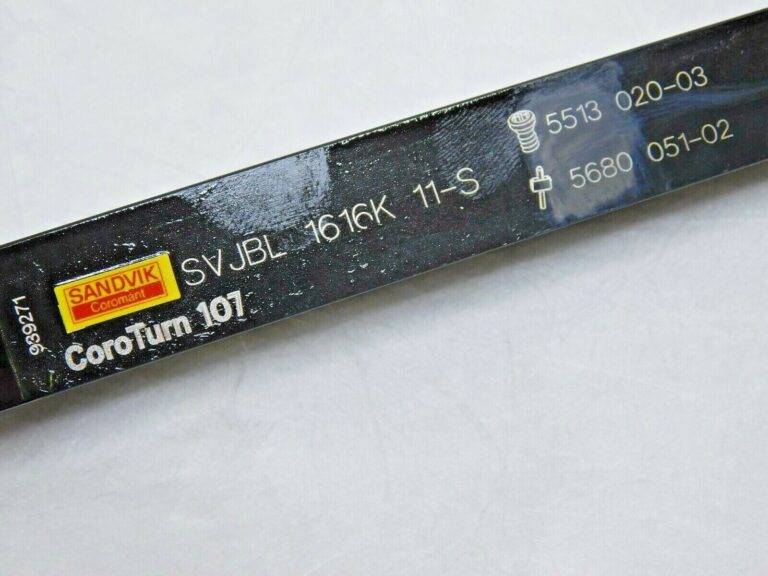 939271
SANDVIK
Coromant
SVJBL 1616K 11-S
CoroTurn 107
5513 020-03
5680 051-02